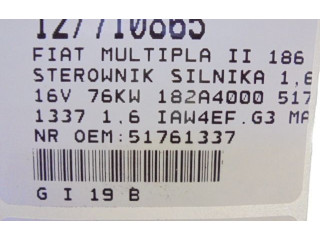 127710865
FIAT MULTIPLA II 186
STEROWNIK SILNIKA 1,6
16V 76KW 182A4000 517
1337 1.6 IAW4EF.G3 MA
NR OEM:51761337
G I 19 B